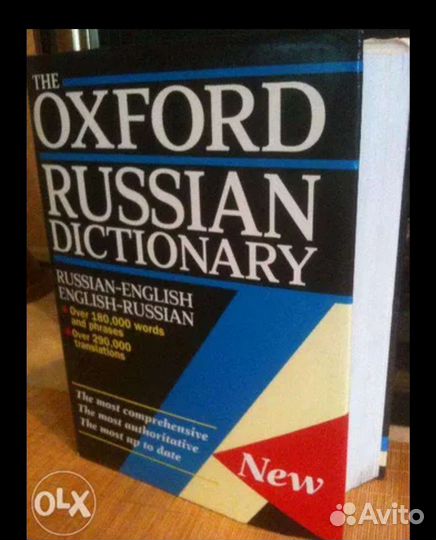 THE
OXFORD
RUSSIAN
DICTIONARY
RUSSIAN-ENGLISH
ENGLISH-RUSSIAN
Over 180,000 words
and phrases
Over 290,000
translations
The most comprehensive
The most authoritative
The most up to date
New
OLX
Avito